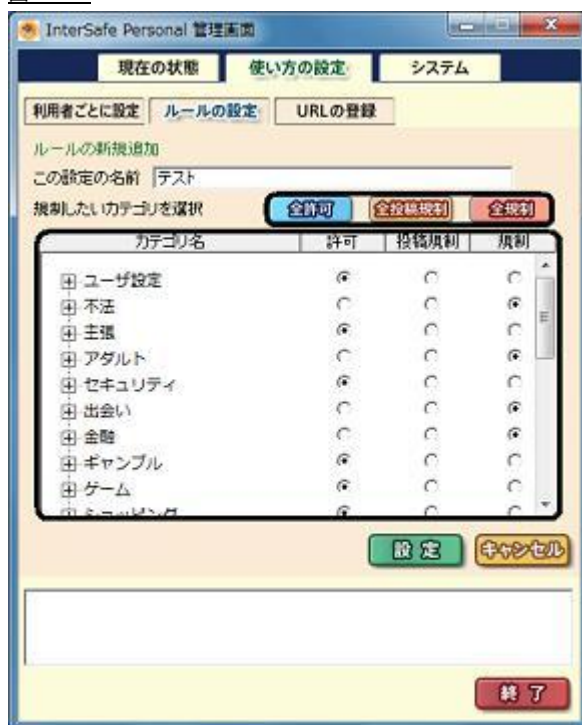 InterSafe Personal 管理画面
現在の状態 使い方の設定 システム
利用者ごとに設定 ルールの設定 URLの登録
ルールの新規追加
この設定の名前 テスト
規制したいカテゴリを選択 全許可 全投稿規制 全規制
カテゴリ名 許可 投稿規制 規制
ユーザ設定
不法
主張
アダルト
セキュリティ
出会い
金融
ギャンブル
ゲーム
ショッピング
設定 キャンセル
終了